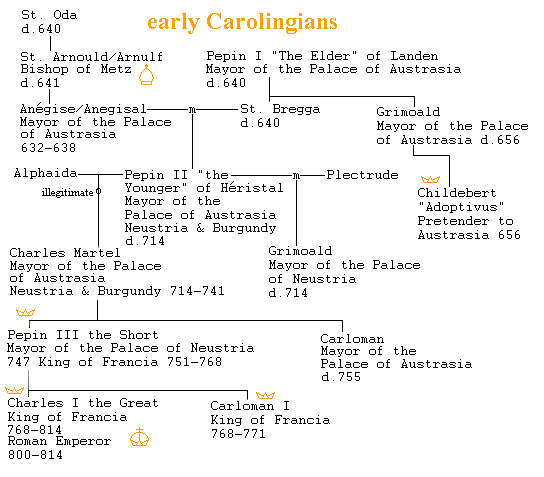 early Carolingians
St. Oda
d.640
St. Arnould/Arnulf
Bishop of Metz
d.641
Pepin I "The Elder" of Landen
Mayor of the Palace of Austrasia
d.640
Anégise/Anegisal
Mayor of the Palace
of Austrasia
632-638
m
St. Bregga
d.640
Grimoald
Mayor of the Palace
of Austrasia d.656
Alphaida
illegitimate
Pepin II "the
Younger" of Héristal
Mayor of the
Palace of Austrasia
Neustria & Burgundy
d.714
m
Plectrude
Childebert
"Adoptivus"
Pretender to
Austrasia 656
Charles Martel
Mayor of the Palace
of Austrasia
Neustria & Burgundy 714-741
Grimoald
Mayor of the Palace
of Neustria
d.714
Pepin III the Short
Mayor of the Palace of Neustria
747 King of Francia 751-768
Carloman
Mayor of the
Palace of Austrasia
d.755
Charles I the Great
King of Francia
768-814
Roman Emperor
800-814
Carloman I
King of Francia
768-771